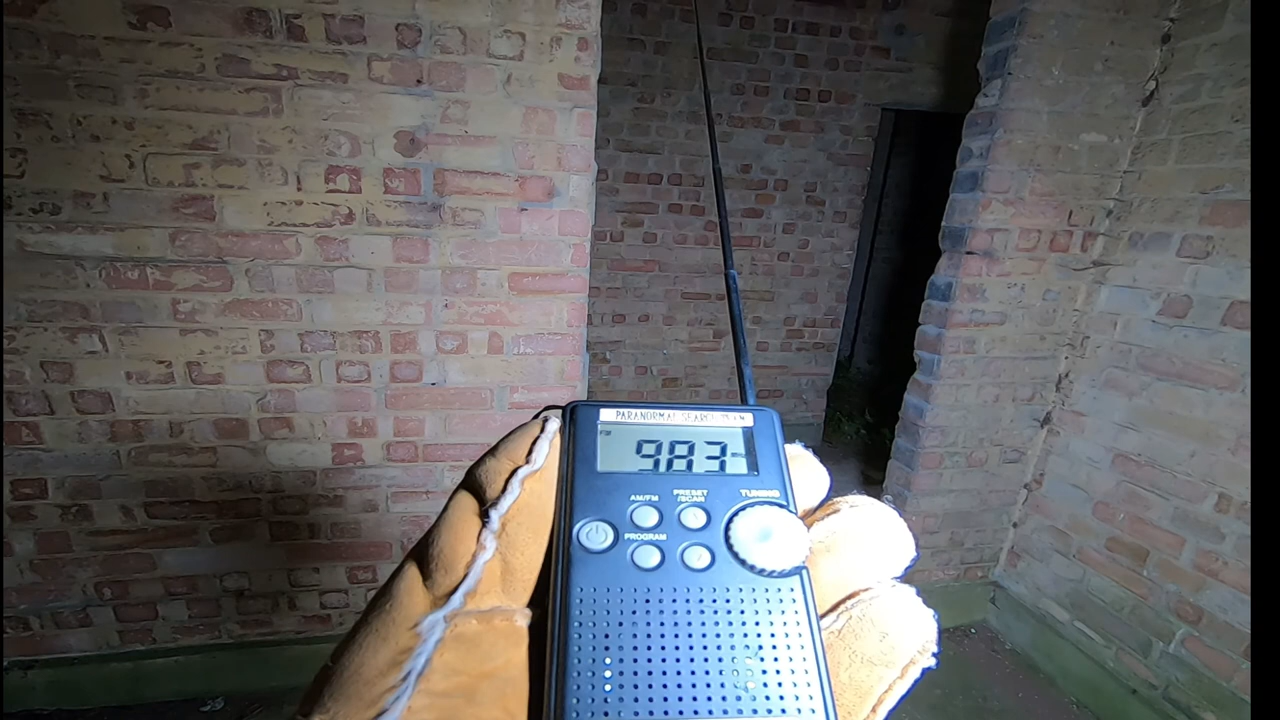 PARANORMAL SEARCH TEAM
983
AM/FM
PRESET
/SCAN
TUNING
PROGRAM